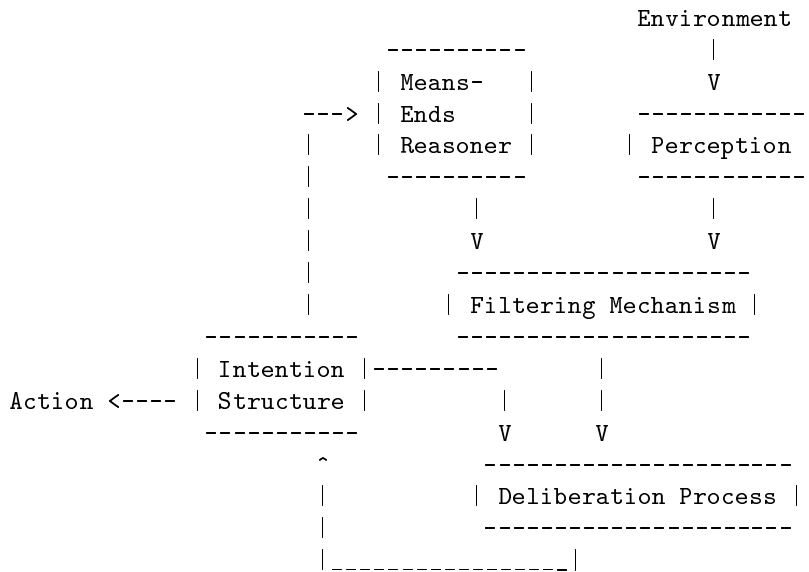 Environment
Means-
Ends
Reasoner
Perception
Filtering Mechanism
Intention
Structure
Action
Deliberation Process